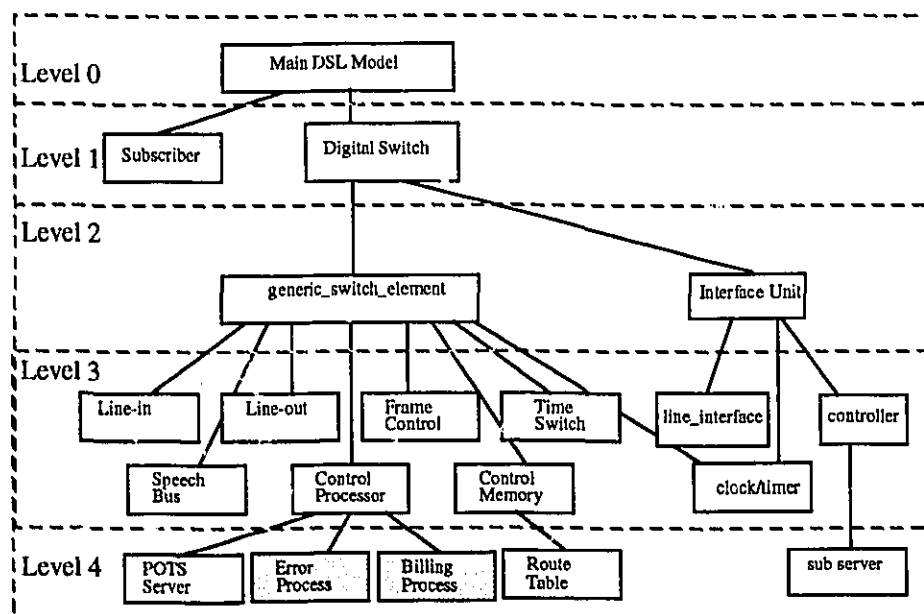 Level 0
Main DSL Model
Level 1
Subscriber
Digital Switch
Level 2
generic_switch_element
Interface Unit
Level 3
Line-in
Line-out
Frame
Control
Time
Switch
line_interface
controller
Speech
Bus
Control
Processor
Control
Memory
clock/timer
Level 4
POTS
Server
Error
Process
Billing
Process
Route
Table
sub server